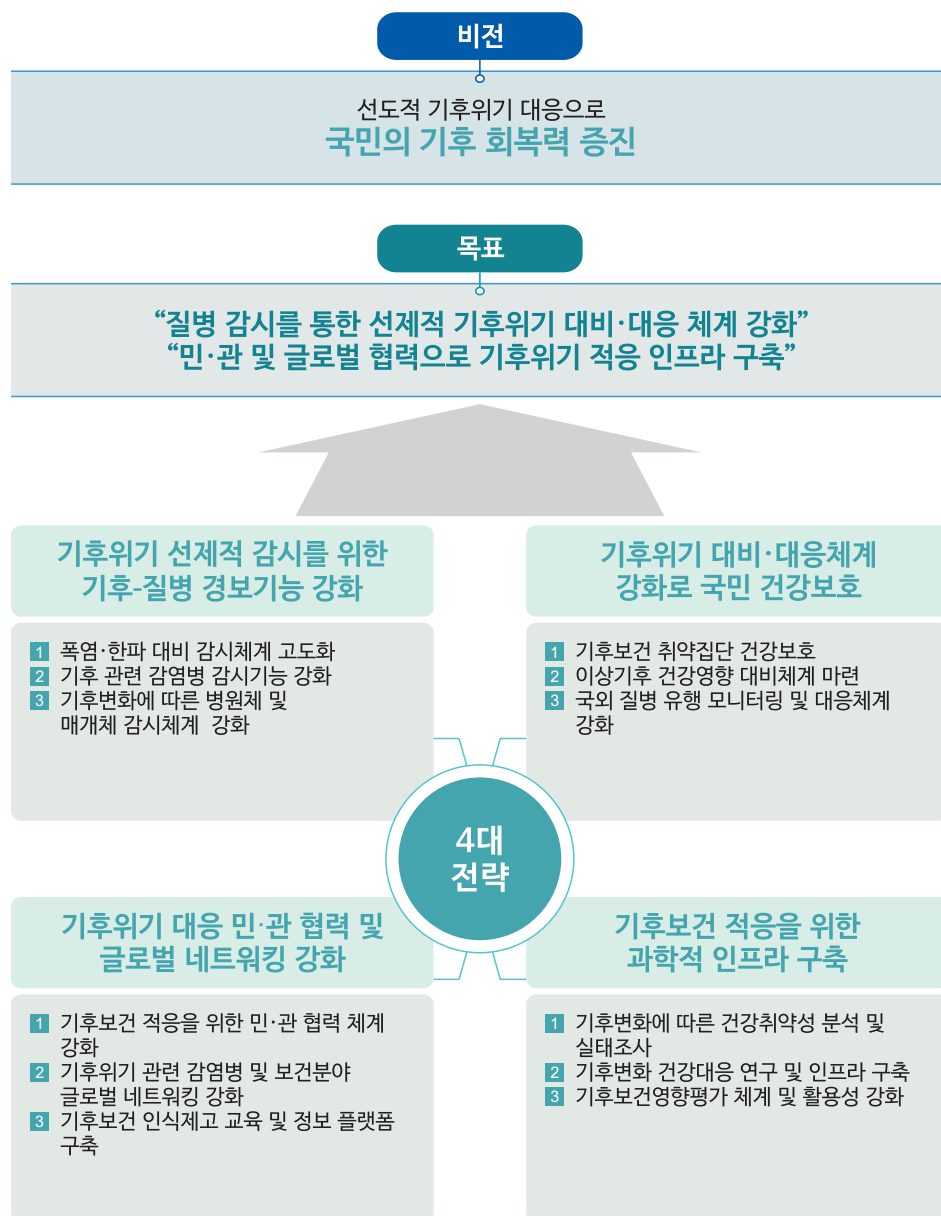 비전
선도적 기후위기 대응으로
국민의 기후 회복력 증진
목표
“질병 감시를 통한 선제적 기후위기 대비·대응 체계 강화”
“민·관 및 글로벌 협력으로 기후위기 적응 인프라 구축”
기후위기 선제적 감시를 위한
기후-질병 경보기능 강화
1 폭염·한파 대비 감시체계 고도화
2 기후 관련 감염병 감시기능 강화
3 기후변화에 따른 병원체 및
매개체 감시체계 강화
기후위기 대비·대응체계
강화로 국민 건강보호
1 기후보건 취약집단 건강보호
2 이상기후 건강영향 대비체계 마련
3 국외 질병 유행 모니터링 및 대응체계
강화
4대
전략
기후위기 대응 민·관 협력 및
글로벌 네트워킹 강화
1 기후보건 적응을 위한 민·관 협력 체계
강화
2 기후위기 관련 감염병 및 보건분야
글로벌 네트워킹 강화
3 기후보건 인식제고 교육 및 정보 플랫폼
구축
기후보건 적응을 위한
과학적 인프라 구축
1 기후변화에 따른 건강취약성 분석 및
실태조사
2 기후변화 건강대응 연구 및 인프라 구축
3 기후보건영향평가 체계 및 활용성 강화